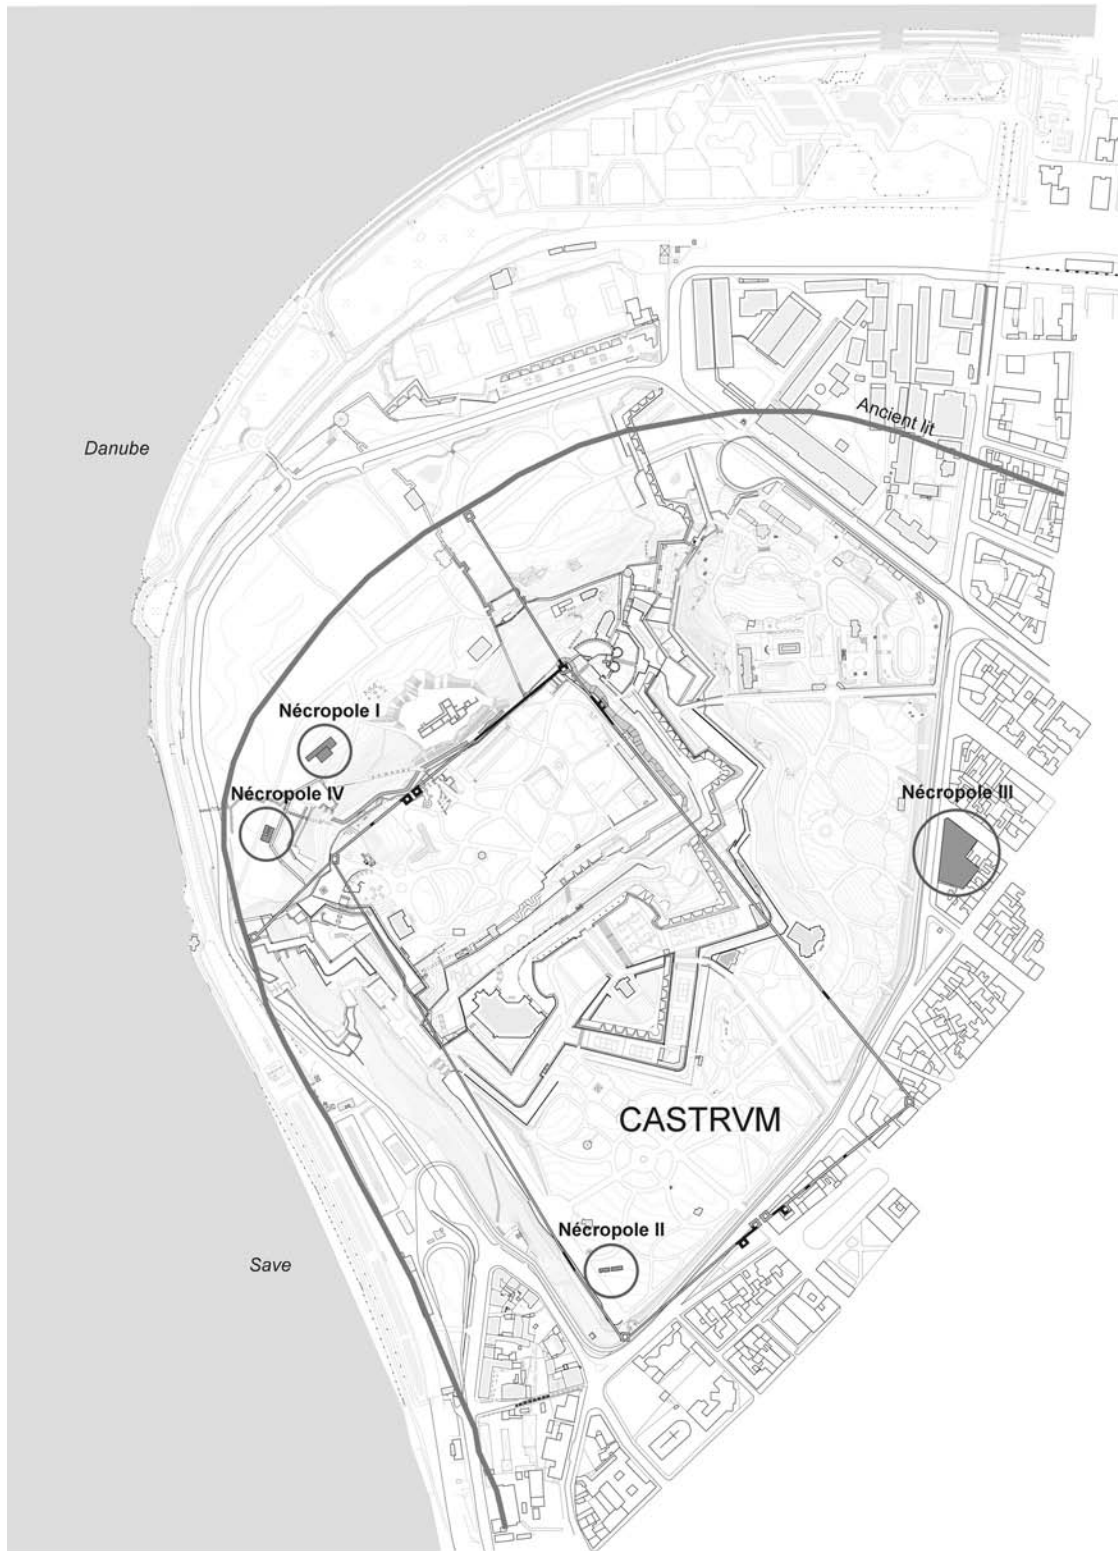 Ancient lit
Danube
Nécropole I
Nécropole IV
Nécropole III
CASTRVM
Nécropole II
Save